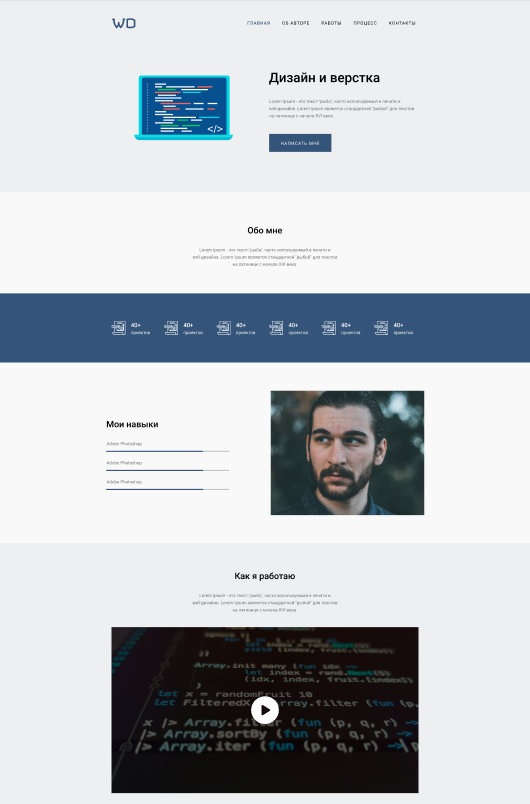 WD
ГЛАВНАЯ ОБ АВТОРЕ РАБОТЫ ПРОЦЕСС КОНТАКТЫ
Дизайн и верстка
Lorem Ipsum - это текст-"рыба", часто используемый в печати и
вэб-дизайне. Lorem Ipsum является стандартной "рыбой" для текстов
на латинице с начала XVI века.
НАПИСАТЬ МНЕ
</>
Обо мне
Lorem Ipsum - это текст-"рыба", часто используемый в печати и
вэб-дизайне. Lorem Ipsum является стандартной "рыбой" для текстов
на латинице с начала XVI века.
40+ 40+ 40+ 40+ 40+ 40+
проектов проектов проектов проектов проектов проектов
Мои навыки
Adobe Photoshop
Adobe Photoshop
Adobe Photoshop
Как я работаю
Lorem Ipsum - это текст-"рыба", часто используемый в печати и
вэб-дизайне. Lorem Ipsum является стандартной "рыбой" для текстов
на латинице с начала XVI века.
Array.init many (fun idx ->
let idx = rand.Next(
(idx, index, fruit.[index])
let x = randomFruit 10
let filteredX = Array.filter (fun (
x |> Array.filter (fun (p, q, r)
|> Array.sortBy (fun (p, q, r)
|> Array.iter (fun (p, q, r) ->